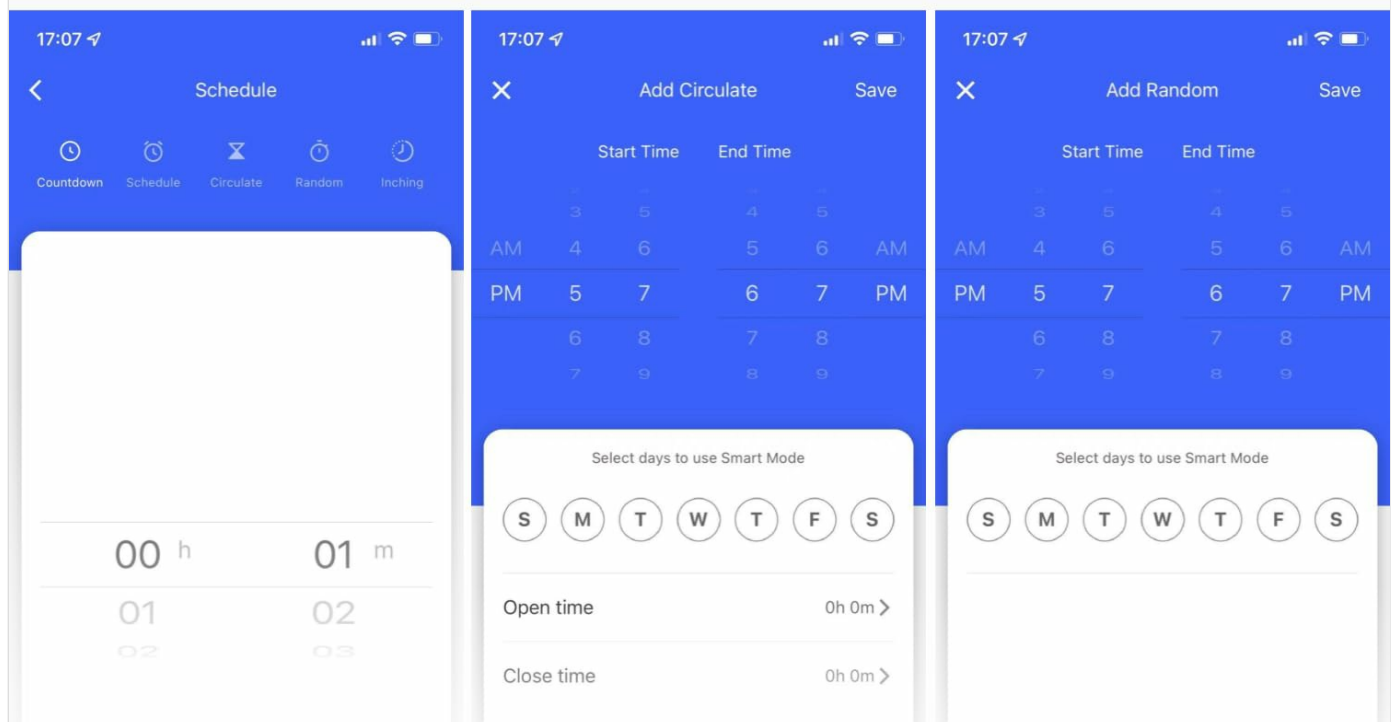 17:07
Schedule
Countdown Schedule Circulate Random Inching
00 h 01 m
01 02
02 03
17:07
Add Circulate Save
Start Time End Time
3 5 4 5
AM 4 6 5 6 AM
PM 5 7 6 7 PM
6 8 7 8
7 9 8 9
Select days to use Smart Mode
S M T W T F S
Open time 0h 0m
Close time 0h 0m
17:07
Add Random Save
Start Time End Time
3 5 4 5
AM 4 6 5 6 AM
PM 5 7 6 7 PM
6 8 7 8
7 9 8 9
Select days to use Smart Mode
S M T W T F S